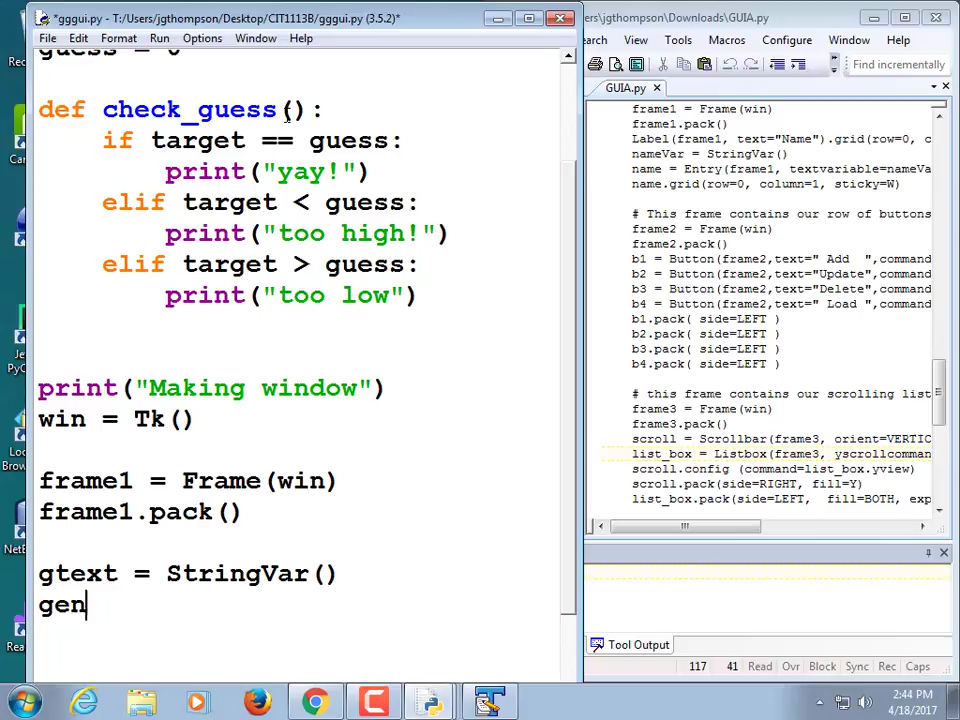 *gggui.py - T:/Users/jgthompson/Desktop/CIT1113B/gggui.py (3.5.2)*
File Edit Format Run Options Window Help
guess = 0
def check_guess():
if target == guess:
print("yay!")
elif target < guess:
print("too high!")
elif target > guess:
print("too low")
print("Making window")
win = Tk()
frame1 = Frame(win)
frame1.pack()
gtext = StringVar()
gen
/users/jgthompson\Downloads\GUIA.py
earch View Tools Macros Configure Window Help
Find incrementally
GUIA.py
frame1 = Frame(win)
frame1.pack()
Label(frame1, text="Name").grid(row=0, c
nameVar = StringVar()
name = Entry(frame1, textvariable=nameVa
name.grid(row=0, column=1, sticky=W)
# This frame contains our row of buttons
frame2 = Frame(win)
frame2.pack()
b1 = Button(frame2,text=" Add  ",command
b2 = Button(frame2,text="Update",command
b3 = Button(frame2,text="Delete",command
b4 = Button(frame2,text=" Load ",command
b1.pack( side=LEFT )
b2.pack( side=LEFT )
b3.pack( side=LEFT )
b4.pack( side=LEFT )
# this frame contains our scrolling list
frame3 = Frame(win)
frame3.pack()
scroll = Scrollbar(frame3, orient=VERTIC
list_box = Listbox(frame3, yscrollcomman
scroll.config (command=list_box.yview)
scroll.pack(side=RIGHT, fill=Y)
list_box.pack(side=LEFT,  fill=BOTH, exp
Tool Output
117 41 Read Ovr Block Sync Rec Caps
2:44 PM
4/18/2017